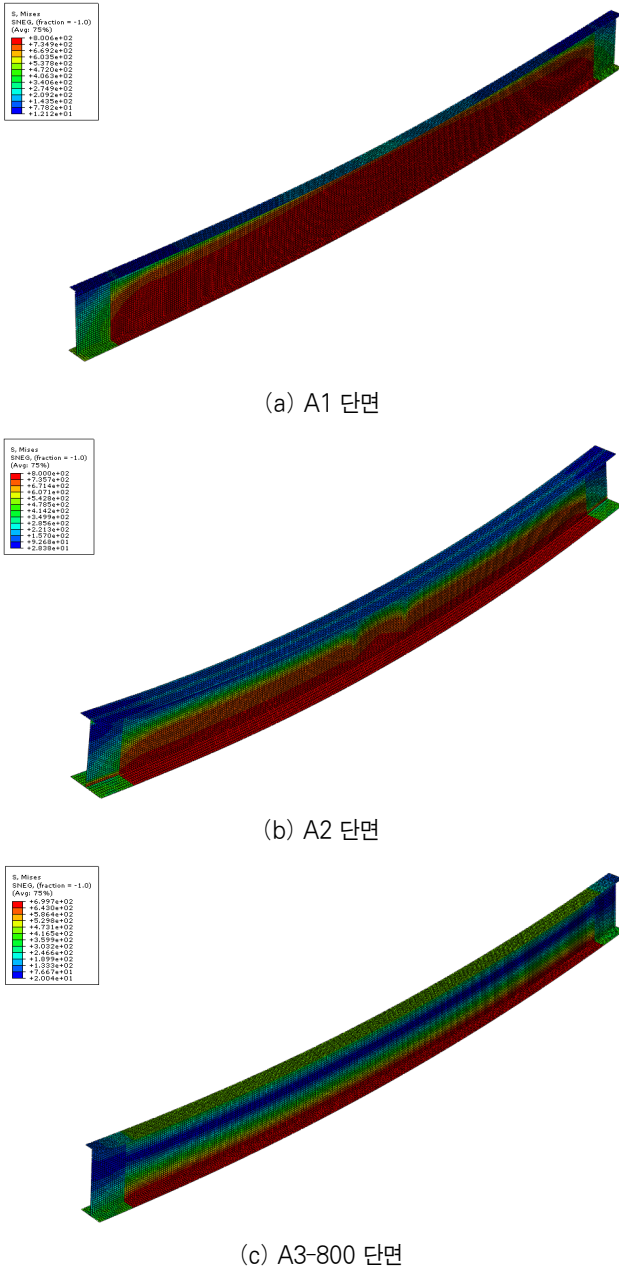 S, Mises
SNEG, (fraction = -1.0)
(Avg: 75%)
+8.006e+02
+7.349e+02
+6.692e+02
+6.035e+02
+5.378e+02
+4.720e+02
+4.063e+02
+3.406e+02
+2.749e+02
+2.092e+02
+1.435e+02
+7.782e+01
+1.212e+01
(a) A1 단면
S, Mises
SNEG, (fraction = -1.0)
(Avg: 75%)
+8.000e+02
+7.357e+02
+6.714e+02
+6.071e+02
+5.428e+02
+4.785e+02
+4.142e+02
+3.499e+02
+2.856e+02
+2.213e+02
+1.570e+02
+9.268e+01
+2.838e+01
(b) A2 단면
S, Mises
SNEG, (fraction = -1.0)
(Avg: 75%)
+6.997e+02
+6.430e+02
+5.864e+02
+5.298e+02
+4.731e+02
+4.165e+02
+3.599e+02
+3.032e+02
+2.466e+02
+1.899e+02
+1.333e+02
+7.667e+01
+2.004e+01
(c) A3-800 단면